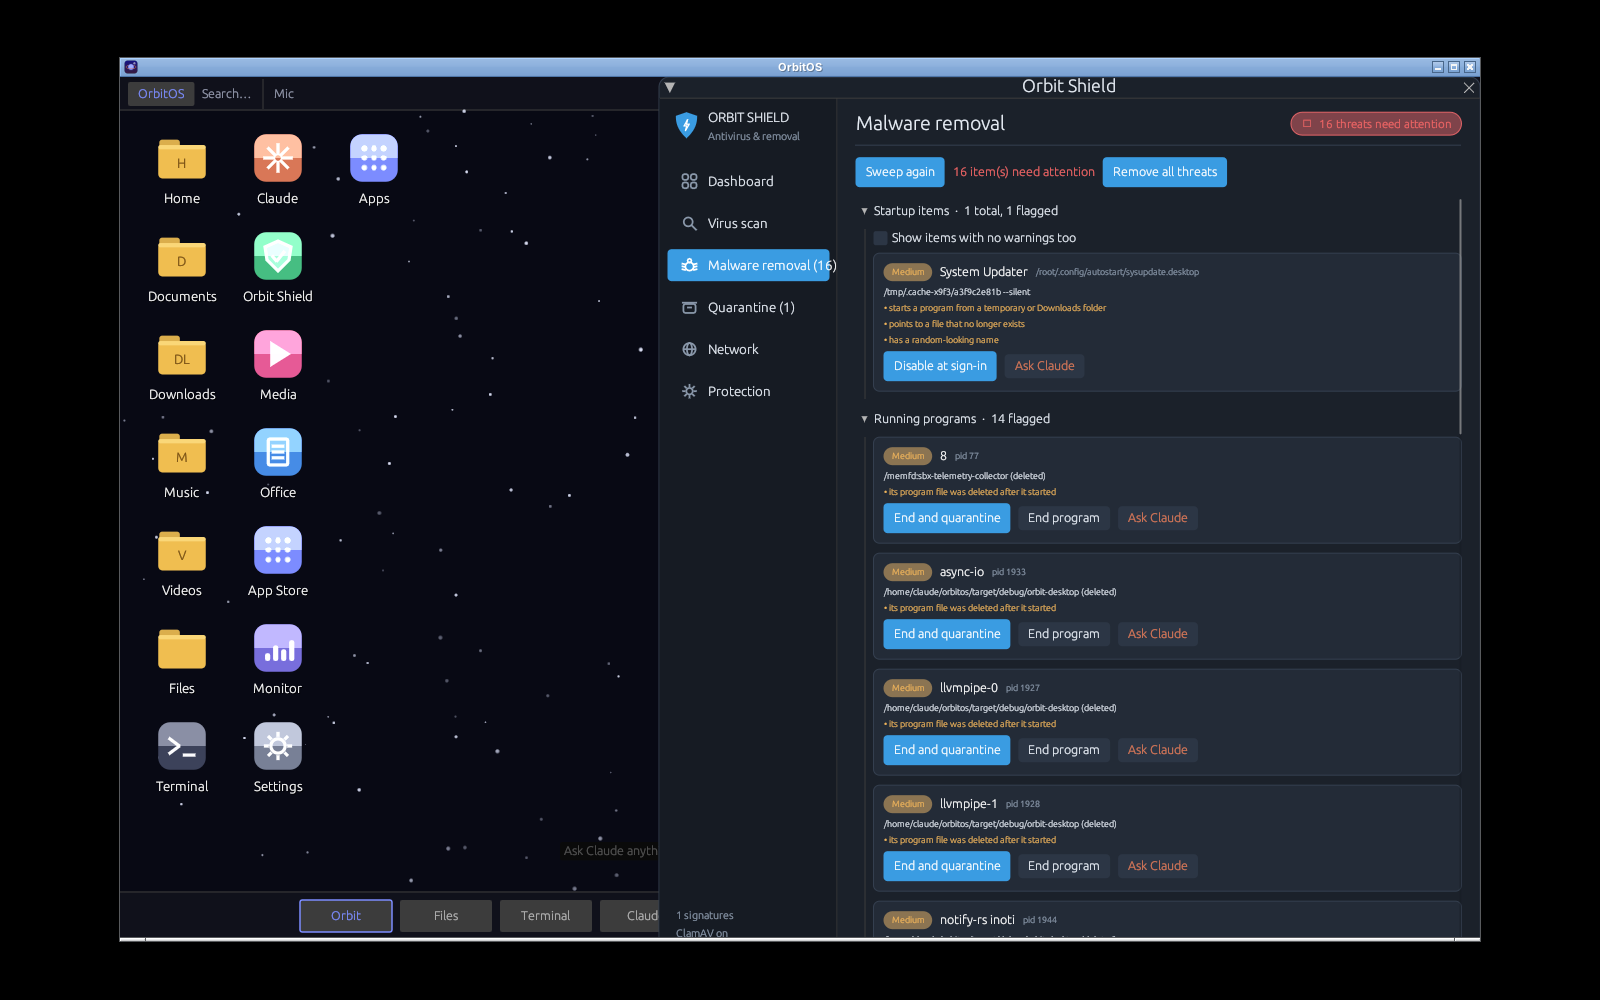 OrbitOS
OrbitOS Search... Mic
H
Home
Claude
Apps
D
Documents
Orbit Shield
DL
Downloads
Media
M
Music
Office
V
Videos
App Store
Files
Monitor
Terminal
Settings
Ask Claude anyth
Orbit
Files
Terminal
Claud
Orbit Shield
ORBIT SHIELD
Antivirus & removal
Dashboard
Virus scan
Malware removal (16)
Quarantine (1)
Network
Protection
1 signatures
ClamAV on
Malware removal
16 threats need attention
Sweep again 16 item(s) need attention Remove all threats
Startup items · 1 total, 1 flagged
Show items with no warnings too
Medium System Updater /root/.config/autostart/sysupdate.desktop
/tmp/.cache-x9f3/a3f9c2e81b --silent
• starts a program from a temporary or Downloads folder
• points to a file that no longer exists
• has a random-looking name
Disable at sign-in Ask Claude
Running programs · 14 flagged
Medium 8 pid 77
/memfd:sbx-telemetry-collector (deleted)
• its program file was deleted after it started
End and quarantine End program Ask Claude
Medium async-io pid 1933
/home/claude/orbitos/target/debug/orbit-desktop (deleted)
• its program file was deleted after it started
End and quarantine End program Ask Claude
Medium llvmpipe-0 pid 1927
/home/claude/orbitos/target/debug/orbit-desktop (deleted)
• its program file was deleted after it started
End and quarantine End program Ask Claude
Medium llvmpipe-1 pid 1928
/home/claude/orbitos/target/debug/orbit-desktop (deleted)
• its program file was deleted after it started
End and quarantine End program Ask Claude
Medium notify-rs inoti pid 1944